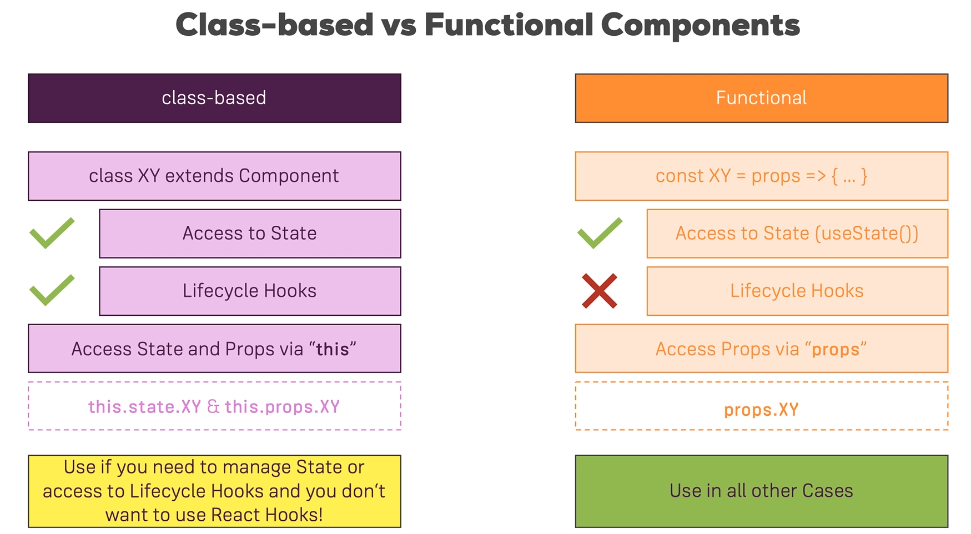 Class-based vs Functional Components
class-based
class XY extends Component
Access to State
Lifecycle Hooks
Access State and Props via “this”
this.state.XY & this.props.XY
Use if you need to manage State or
access to Lifecycle Hooks and you don’t
want to use React Hooks!
Functional
const XY = props => { … }
Access to State (useState())
Lifecycle Hooks
Access Props via “props”
props.XY
Use in all other Cases